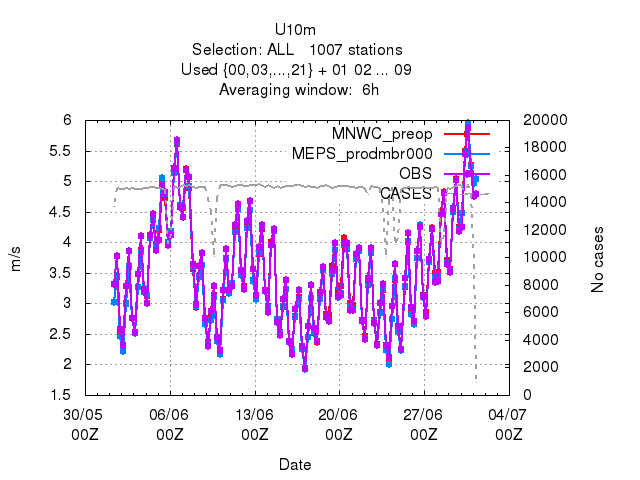 U10m
Selection: ALL   1007 stations
Used {00,03,...,21} + 01 02 ... 09
Averaging window:  6h
MNWC_preop
MEPS_prodmbr000
OBS
CASES
6
5.5
5
4.5
4
3.5
3
2.5
2
1.5
m/s
20000
18000
16000
14000
12000
10000
8000
6000
4000
2000
0
No cases
30/05 06/06 13/06 20/06 27/06 04/07
00Z 00Z 00Z 00Z 00Z 00Z
Date